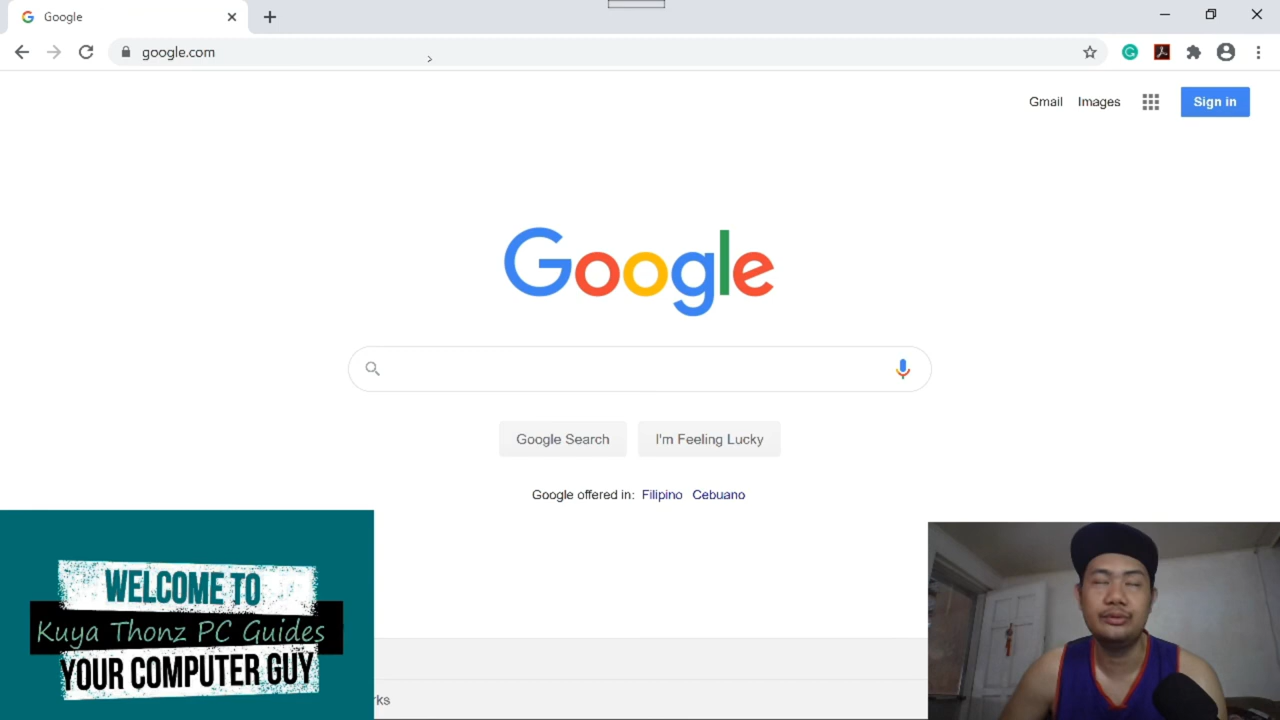 Google
google.com
Gmail Images Sign in
Google
Google Search I'm Feeling Lucky
Google offered in: Filipino Cebuano
WELCOME TO
Kuya Thonz PC Guides
YOUR COMPUTER GUY
rks